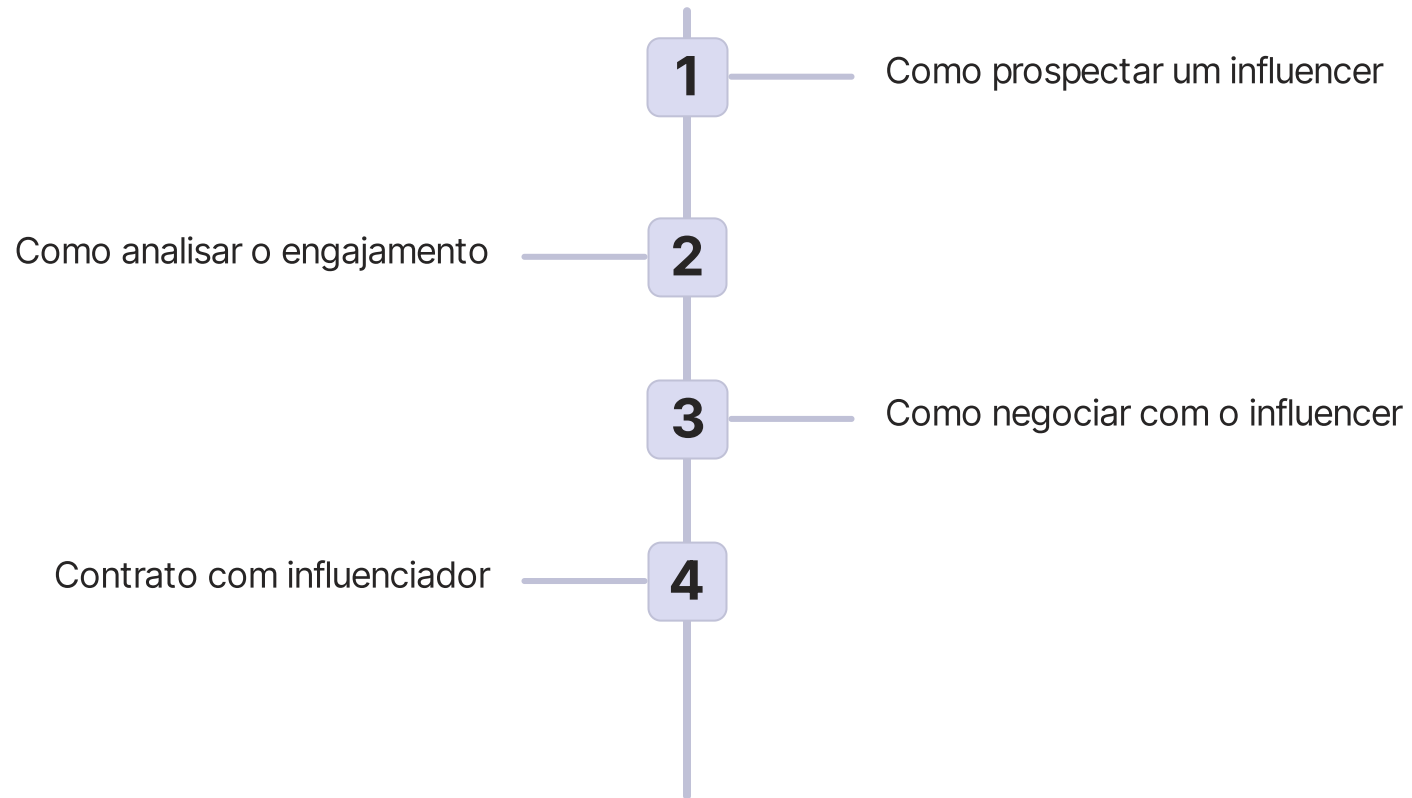 1
Como prospectar um influencer
2
Como analisar o engajamento
3
Como negociar com o influencer
4
Contrato com influenciador